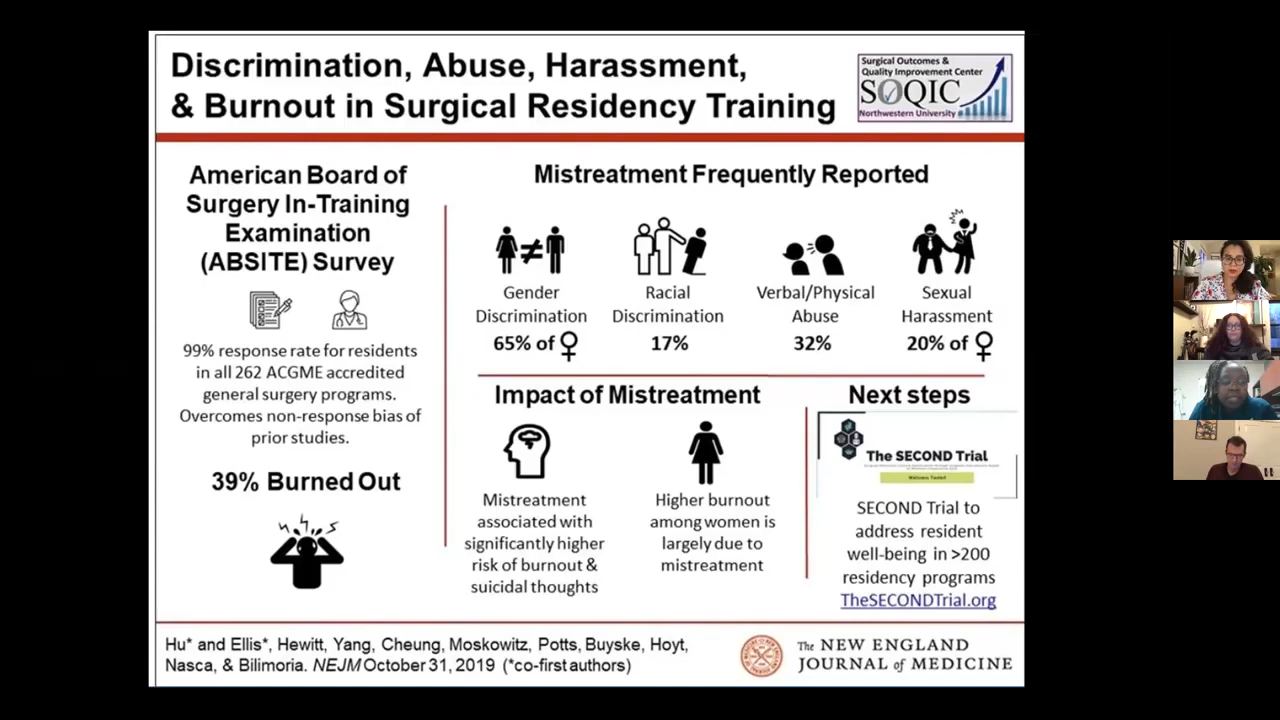 Discrimination, Abuse, Harassment,
& Burnout in Surgical Residency Training
Surgical Outcomes &
Quality Improvement Center
SOQIC
Northwestern University
American Board of
Surgery In-Training
Examination
(ABSITE) Survey
99% response rate for residents
in all 262 ACGME accredited
general surgery programs.
Overcomes non-response bias of
prior studies.
39% Burned Out
Mistreatment Frequently Reported
Gender
Discrimination
65% of ♀
Racial
Discrimination
17%
Verbal/Physical
Abuse
32%
Sexual
Harassment
20% of ♀
Impact of Mistreatment
Mistreatment
associated with
significantly higher
risk of burnout &
suicidal thoughts
Higher burnout
among women is
largely due to
mistreatment
Next steps
The SECOND Trial
SECOND Trial to
address resident
well-being in >200
residency programs
TheSECONDTrial.org
Hu* and Ellis*, Hewitt, Yang, Cheung, Moskowitz, Potts, Buyske, Hoyt,
Nasca, & Bilimoria. NEJM October 31, 2019 (*co-first authors)
The NEW ENGLAND
JOURNAL of MEDICINE